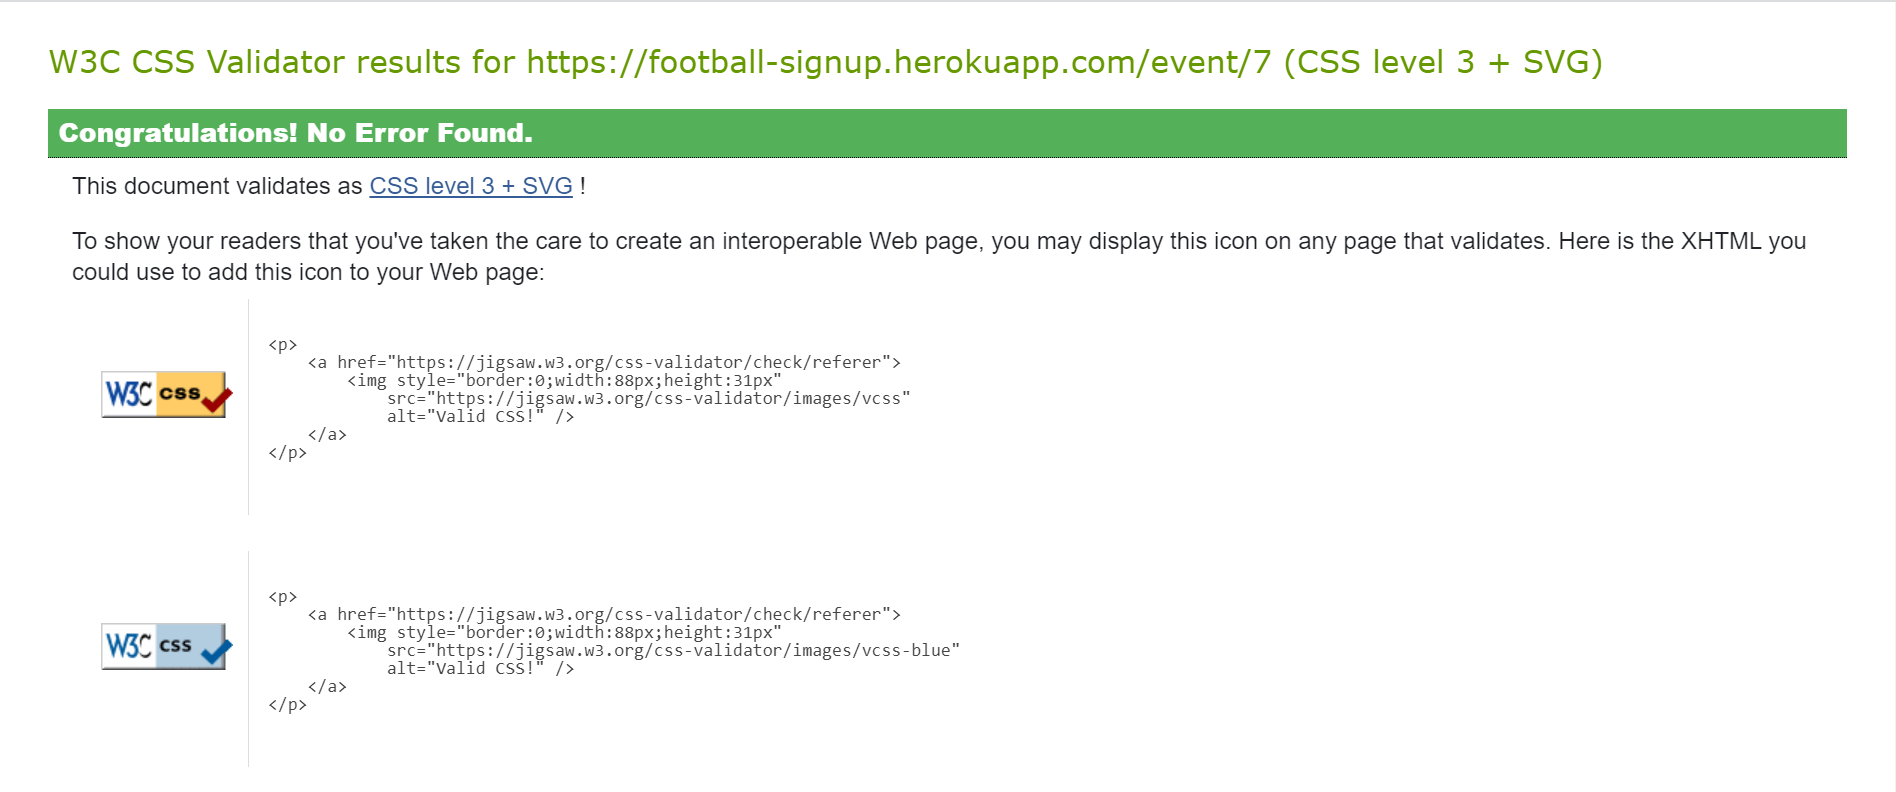 W3C CSS Validator results for https://football-signup.herokuapp.com/event/7 (CSS level 3 + SVG)
Congratulations! No Error Found.
This document validates as CSS level 3 + SVG !
To show your readers that you've taken the care to create an interoperable Web page, you may display this icon on any page that validates. Here is the XHTML you
could use to add this icon to your Web page:
W3C css
<p>
    <a href="https://jigsaw.w3.org/css-validator/check/referer">
        <img style="border:0;width:88px;height:31px"
            src="https://jigsaw.w3.org/css-validator/images/vcss"
            alt="Valid CSS!" />
    </a>
</p>
W3C css
<p>
    <a href="https://jigsaw.w3.org/css-validator/check/referer">
        <img style="border:0;width:88px;height:31px"
            src="https://jigsaw.w3.org/css-validator/images/vcss-blue"
            alt="Valid CSS!" />
    </a>
</p>